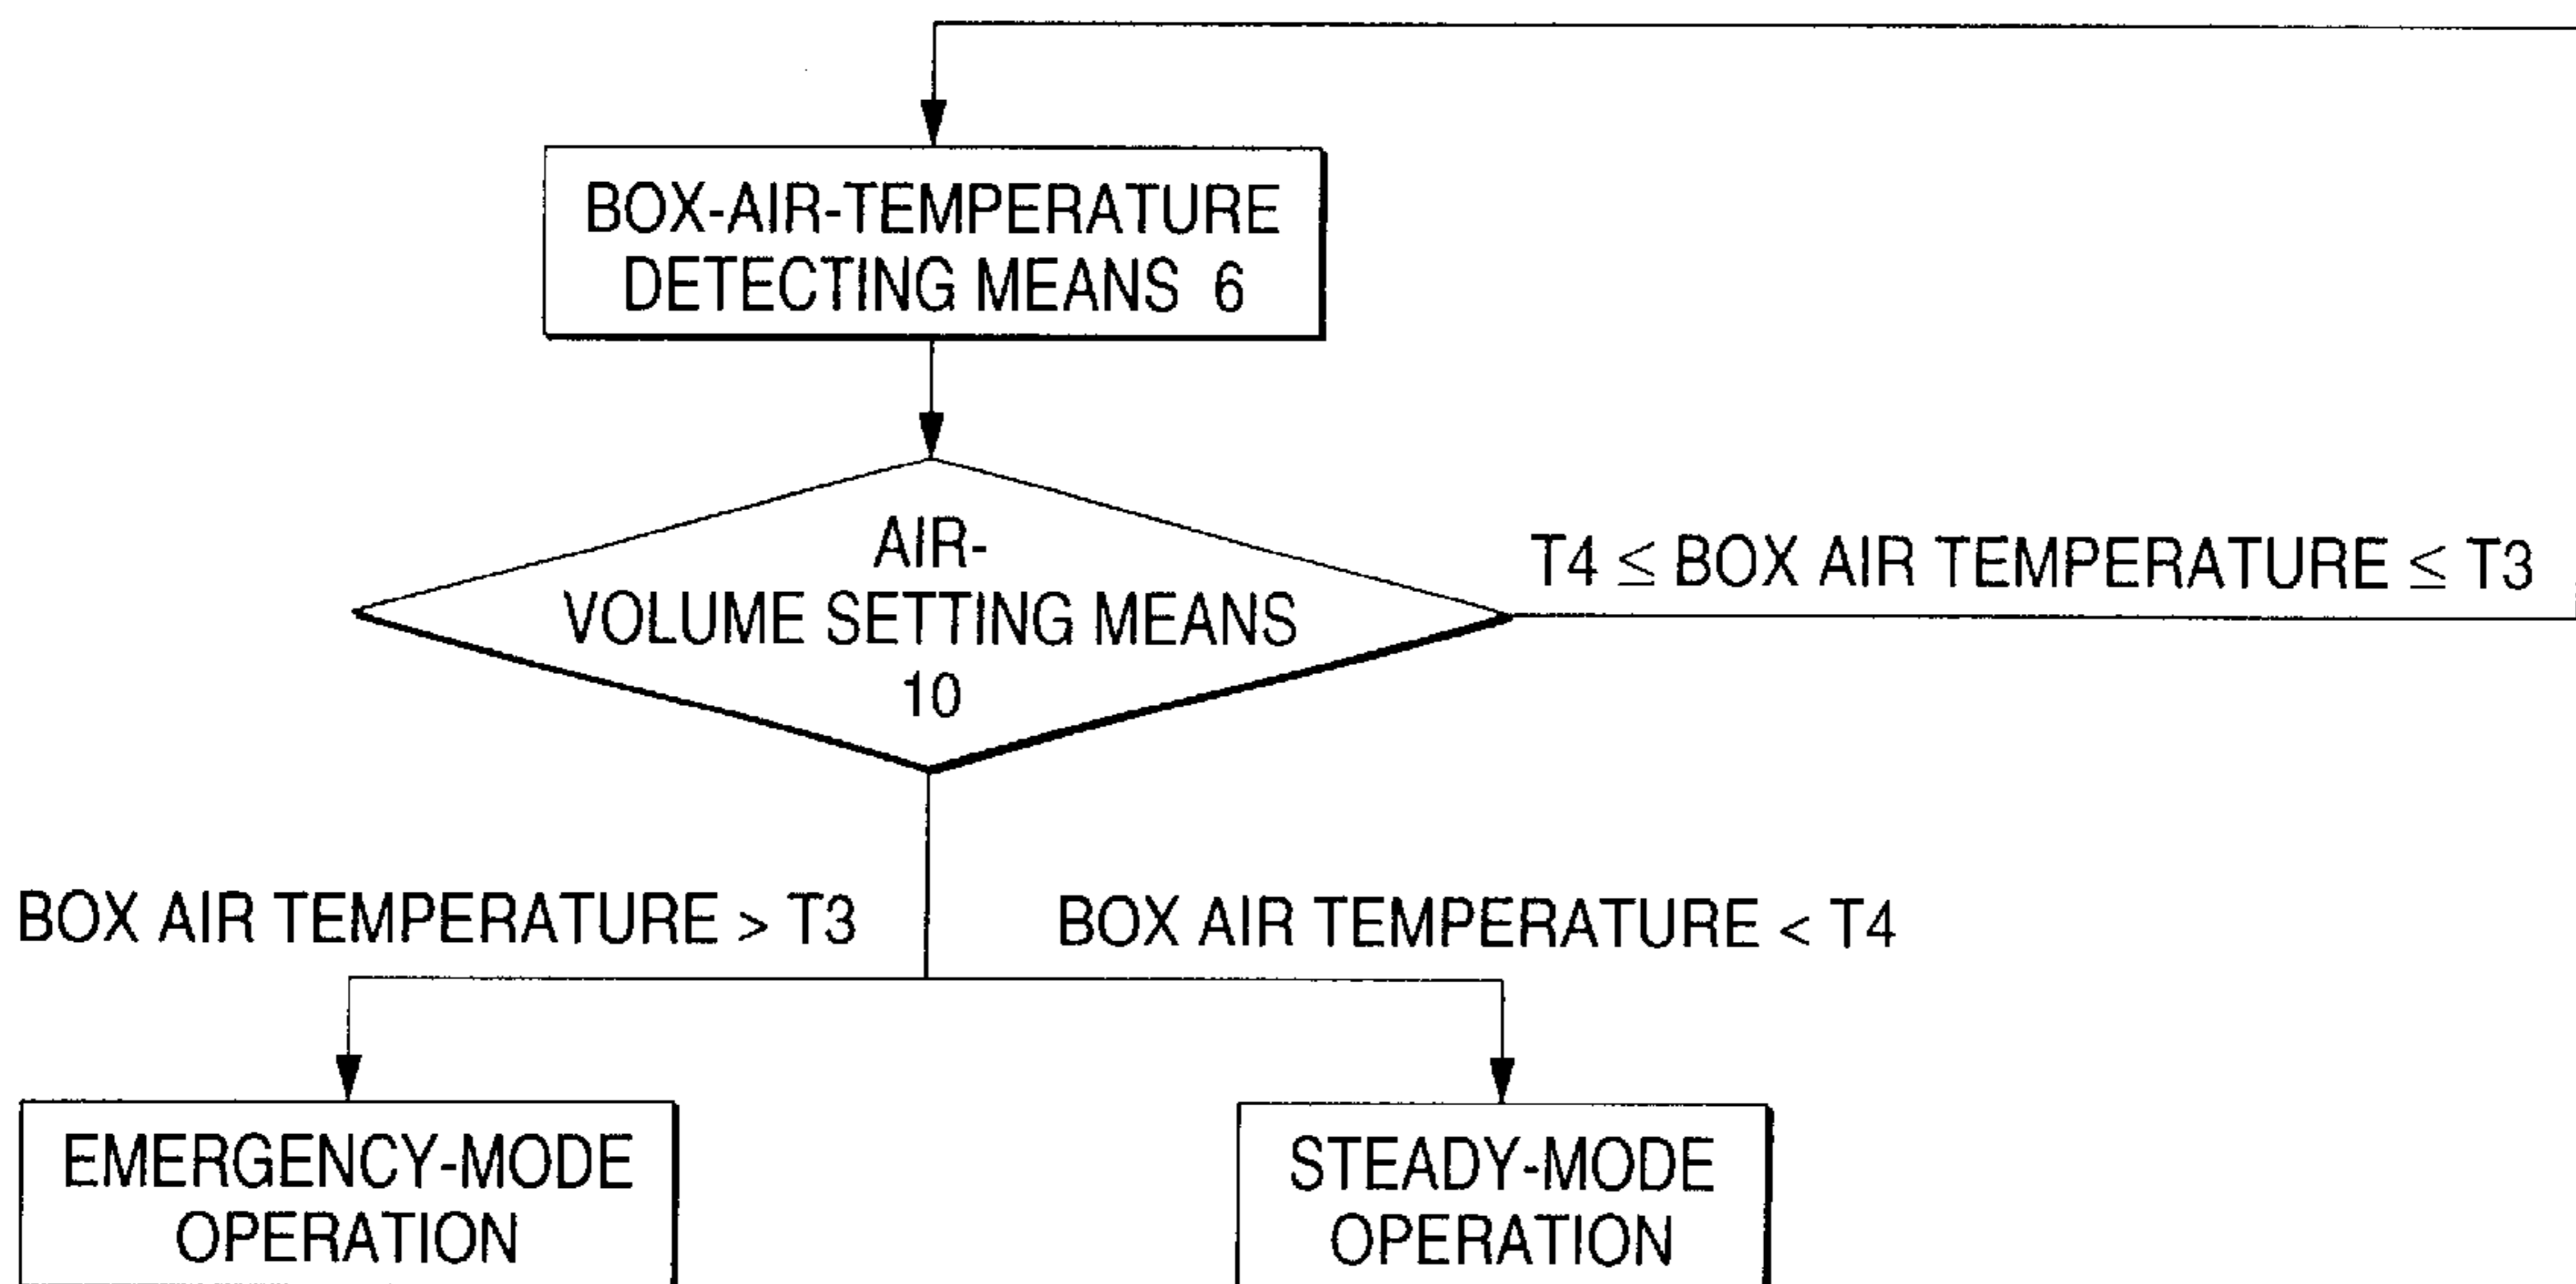 BOX-AIR-TEMPERATURE
DETECTING MEANS 6
AIR-
VOLUME SETTING MEANS
10
T4 ≤ BOX AIR TEMPERATURE ≤ T3
BOX AIR TEMPERATURE > T3
BOX AIR TEMPERATURE < T4
EMERGENCY-MODE
OPERATION
STEADY-MODE
OPERATION